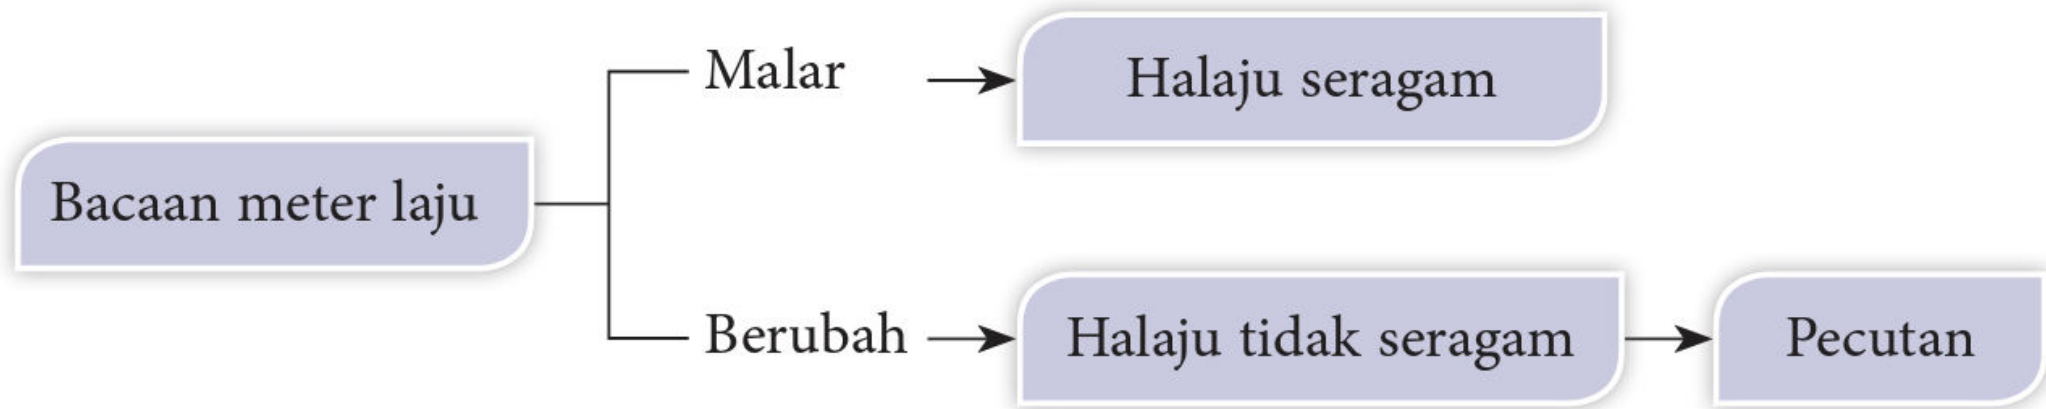 Bacaan meter laju
Malar
Halaju seragam
Berubah
Halaju tidak seragam
Pecutan